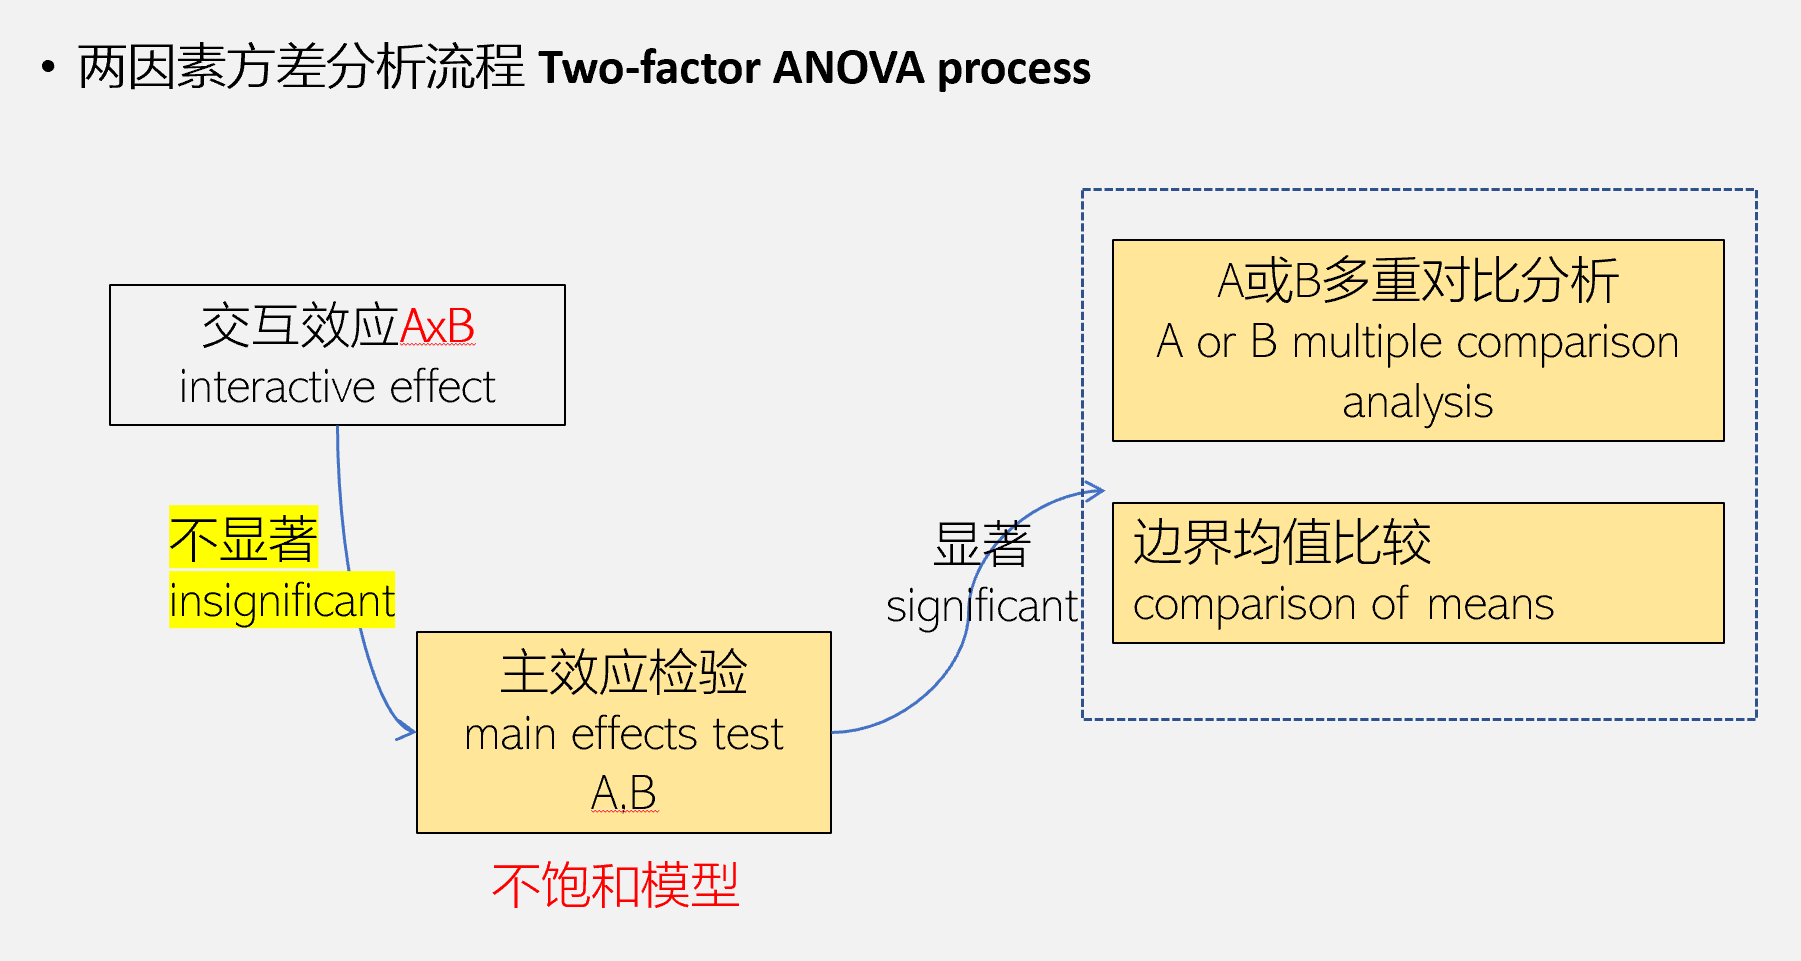 • 两因素方差分析流程 Two-factor ANOVA process
交互效应AxB
interactive effect
不显著
insignificant
主效应检验
main effects test
A,B
不饱和模型
显著
significant
A或B多重对比分析
A or B multiple comparison
analysis
边界均值比较
comparison of means